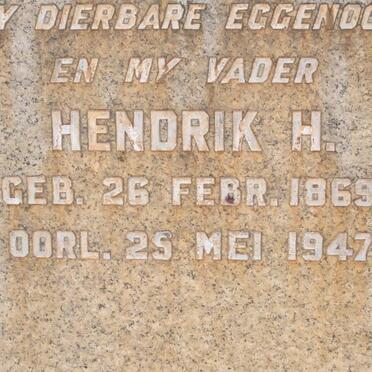 DIERBARE EGGENOO
EN MY VADER
HENDRIK H.
GEB. 26 FEBR. 1869
OORL. 25 MEI 1947